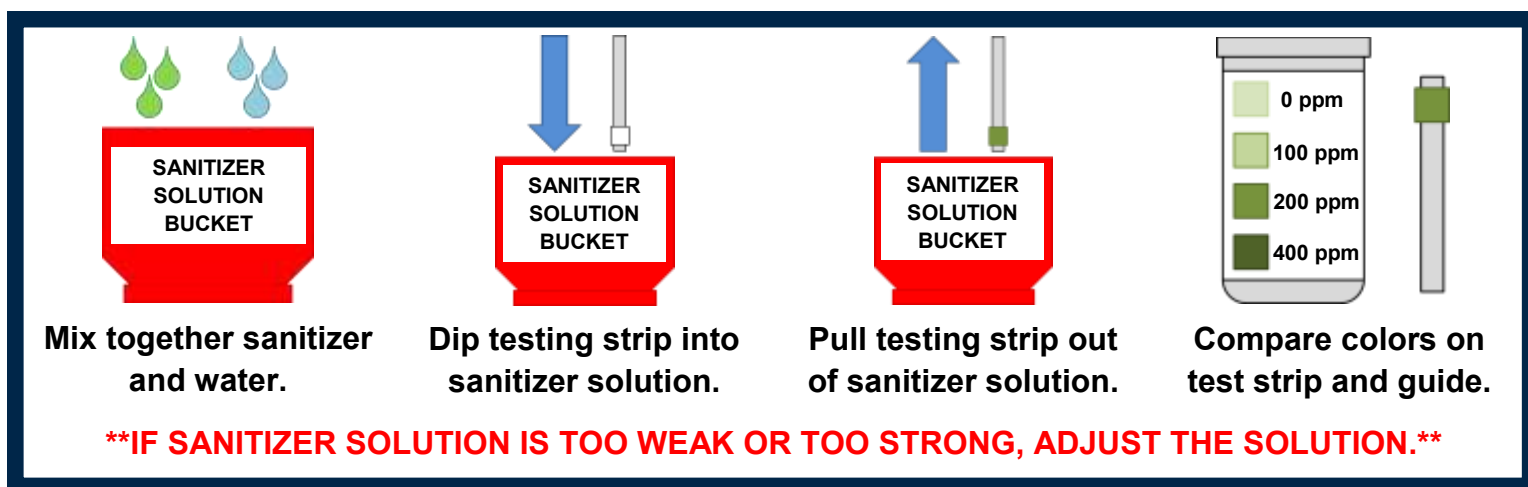 SANITIZER
SOLUTION
BUCKET
Mix together sanitizer
and water.
SANITIZER
SOLUTION
BUCKET
Dip testing strip into
sanitizer solution.
SANITIZER
SOLUTION
BUCKET
Pull testing strip out
of sanitizer solution.
0 ppm
100 ppm
200 ppm
400 ppm
Compare colors on
test strip and guide.
**IF SANITIZER SOLUTION IS TOO WEAK OR TOO STRONG, ADJUST THE SOLUTION.**